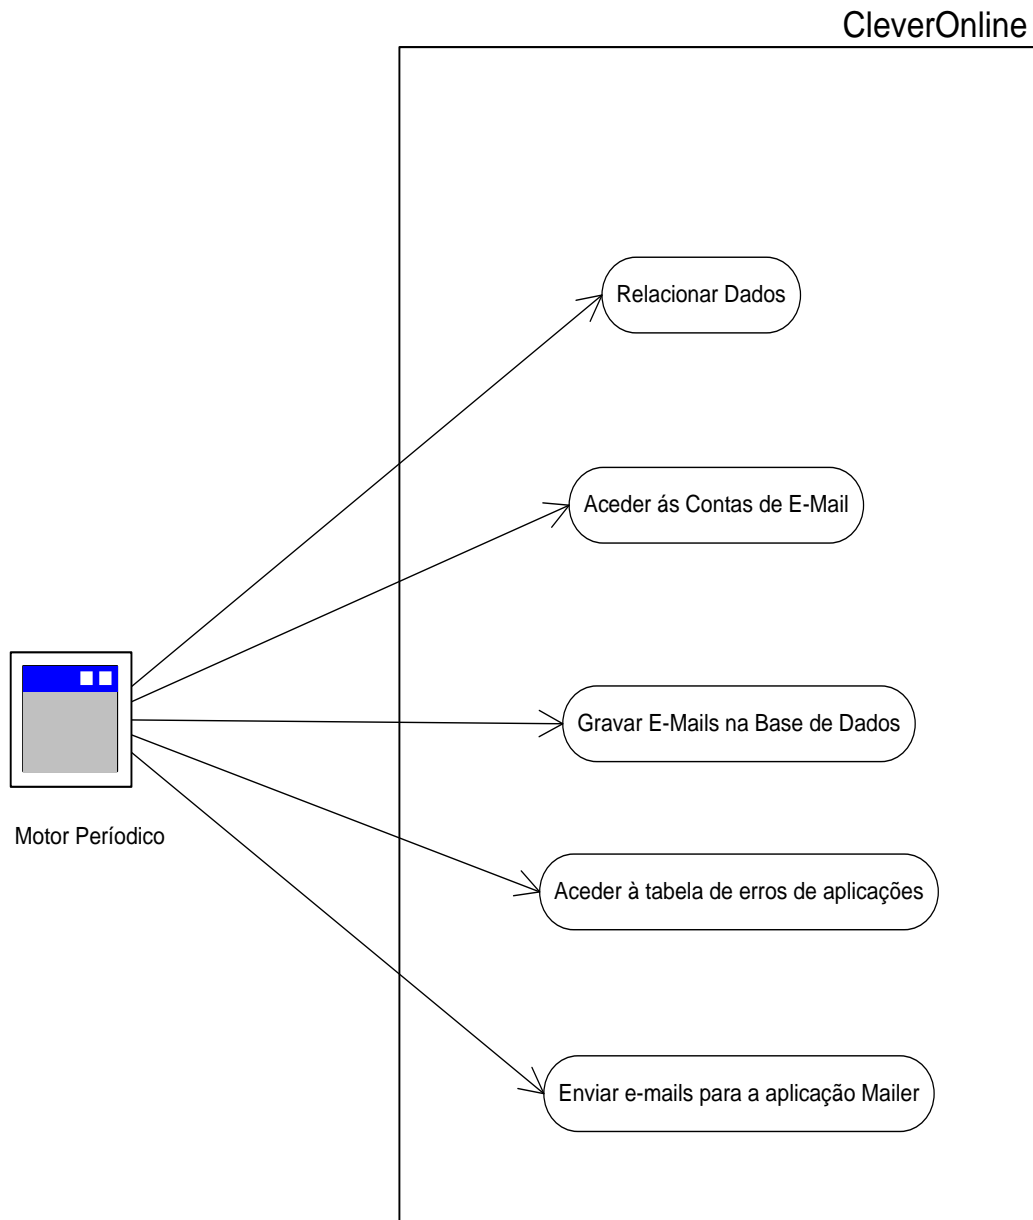 CleverOnline
Relacionar Dados
Aceder ás Contas de E-Mail
Gravar E-Mails na Base de Dados
Motor Períodico
Aceder à tabela de erros de aplicações
Enviar e-mails para a aplicação Mailer